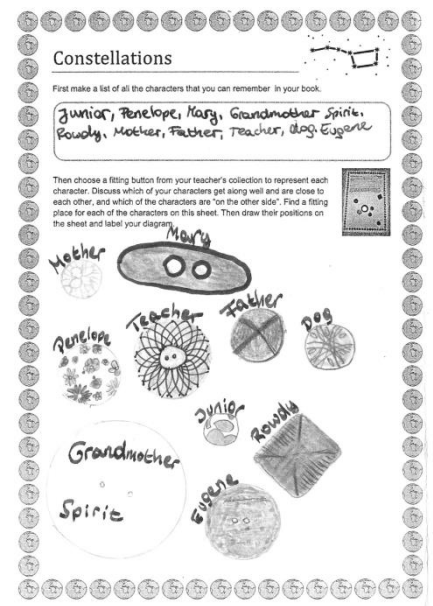 Constellations
First make a list of all the characters that you can remember in your book.
Junior, Penelope, Mary, Grandmother Spirit,
Rowdy, Mother, Father, Teacher, dog, Eugene
Then choose a fitting button from your teacher's collection to represent each
character. Discuss which of your characters get along well and are close to
each other, and which of the characters are "on the other side". Find a fitting
place for each of the characters on this sheet. Then draw their positions on
the sheet and label your diagram.
Mary
Mother
Teacher
Father
Dog
Penelope
Junior
Rowdy
Grandmother
Spirit
Eugene